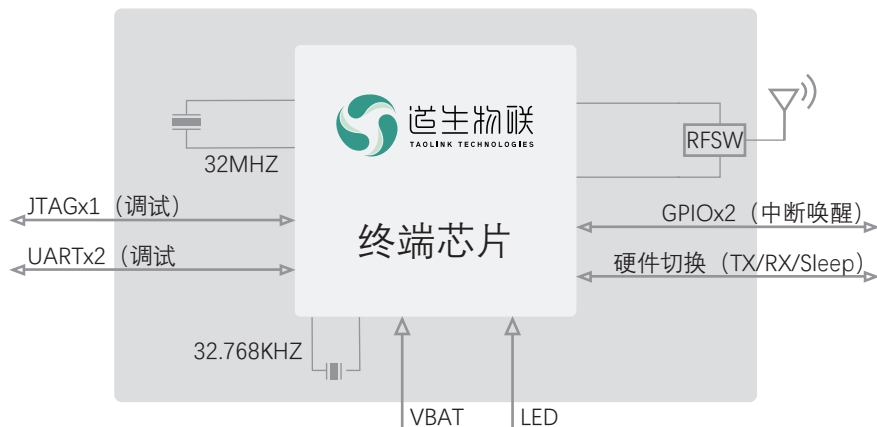 道生物联
TAOLINK TECHNOLOGIES
RFSW
32MHZ
JTAGx1（调试）
GPIOx2（中断唤醒）
终端芯片
UARTx2（调试
硬件切换（TX/RX/Sleep）
32.768KHZ
VBAT
LED